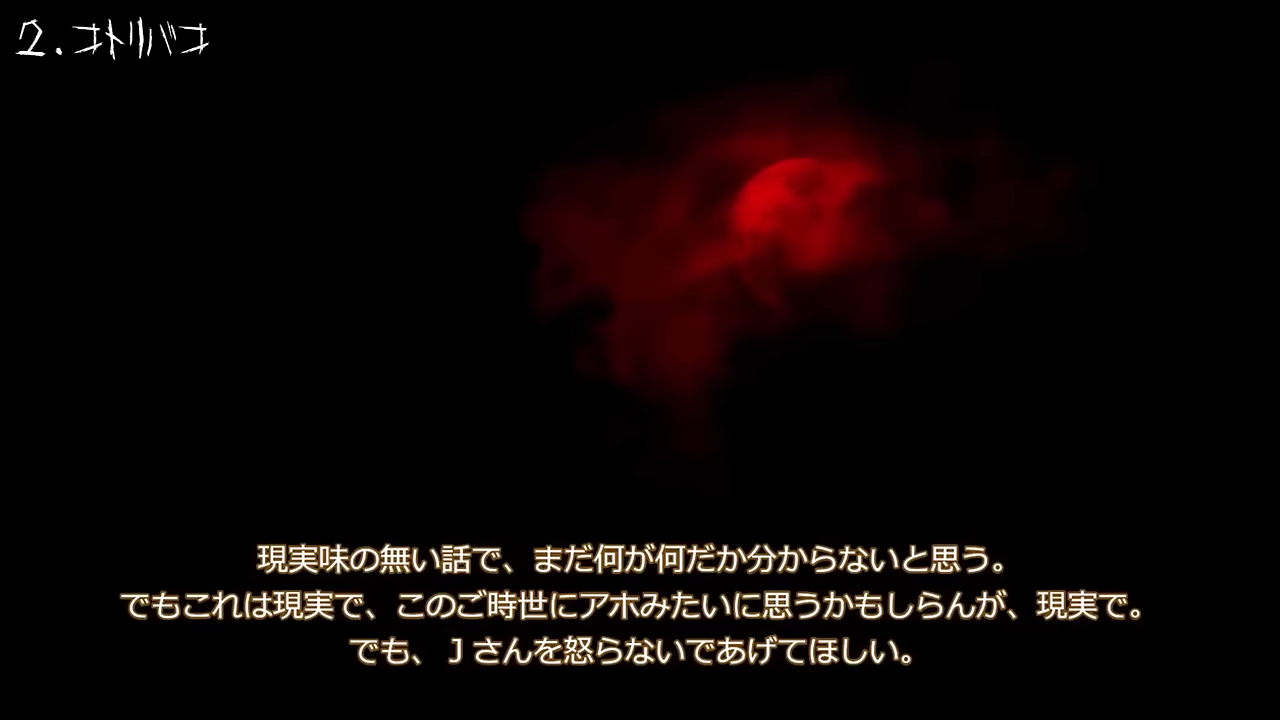 2.コトリバコ
現実味の無い話で、まだ何が何だか分からないと思う。
でもこれは現実で、このご時世にアホみたいに思うかもしらんが、現実で。
でも、Ｊさんを怒らないであげてほしい。